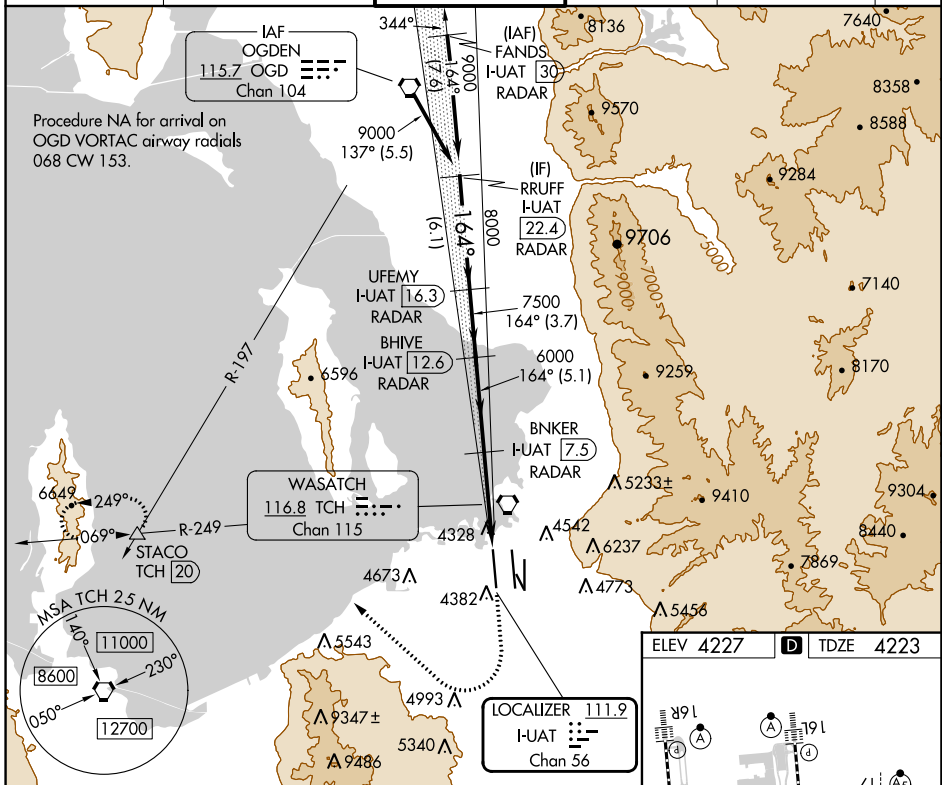 IAF
OGDEN
115.7 OGD
Chan 104
Procedure NA for arrival on
OGD VORTAC airway radials
068 CW 153.
344°
9000
164°
(7.6)
(IAF)
FANDS
I-UAT 30
RADAR
9000
137° (5.5)
8136
7640
8358
9570
8588
9284
(IF)
RRUFF
I-UAT
22.4
RADAR
8000
164°
(6.1)
9706
5000
7000
9000
7140
UFEMY
I-UAT 16.3
RADAR
7500
164° (3.7)
BHIVE
I-UAT 12.6
RADAR
6000
164° (5.1)
R-197
6596
9259
8170
BNKER
I-UAT 7.5
RADAR
WASATCH
116.8 TCH
Chan 115
5233±
9410
9304
6649
249°
069°
R-249
STACO
TCH 20
4328
4542
6237
8440
7869
4673
4382
4773
5456
MSA TCH 25 NM
140°
11000
230°
8600
050°
12700
5543
4993
9347±
5340
9486
LOCALIZER 111.9
I-UAT
Chan 56
ELEV 4227 D TDZE 4223
16R
A
P
A
16L
P
17
A5